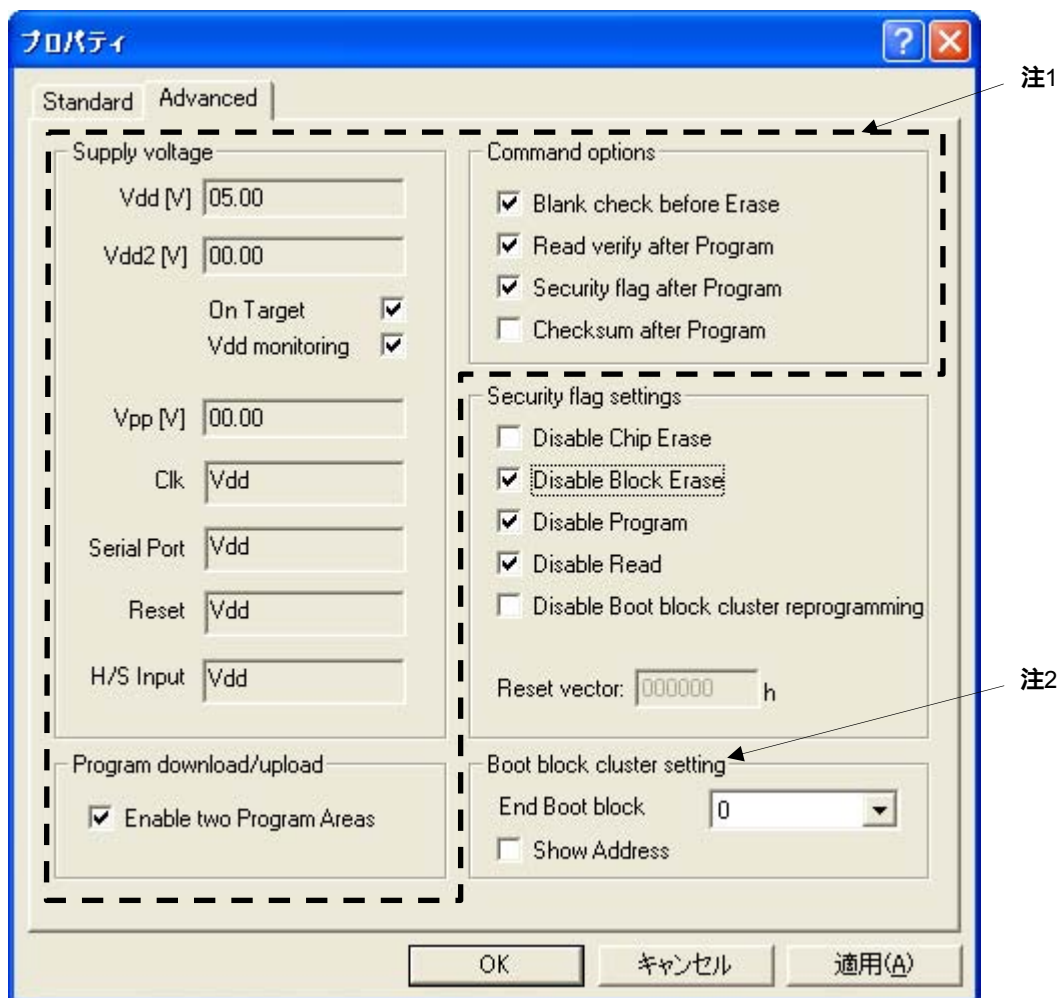 プロパティ
注1
Standard
Advanced
Supply voltage
Vdd [V] 05.00
Vdd2 [V] 00.00
On Target
Vdd monitoring
Vpp [V] 00.00
Clk Vdd
Serial Port Vdd
Reset Vdd
H/S Input Vdd
Program download/upload
Enable two Program Areas
Command options
Blank check before Erase
Read verify after Program
Security flag after Program
Checksum after Program
Security flag settings
Disable Chip Erase
Disable Block Erase
Disable Program
Disable Read
Disable Boot block cluster reprogramming
Reset vector: 000000 h
注2
Boot block cluster setting
End Boot block 0
Show Address
OK
キャンセル
適用(A)